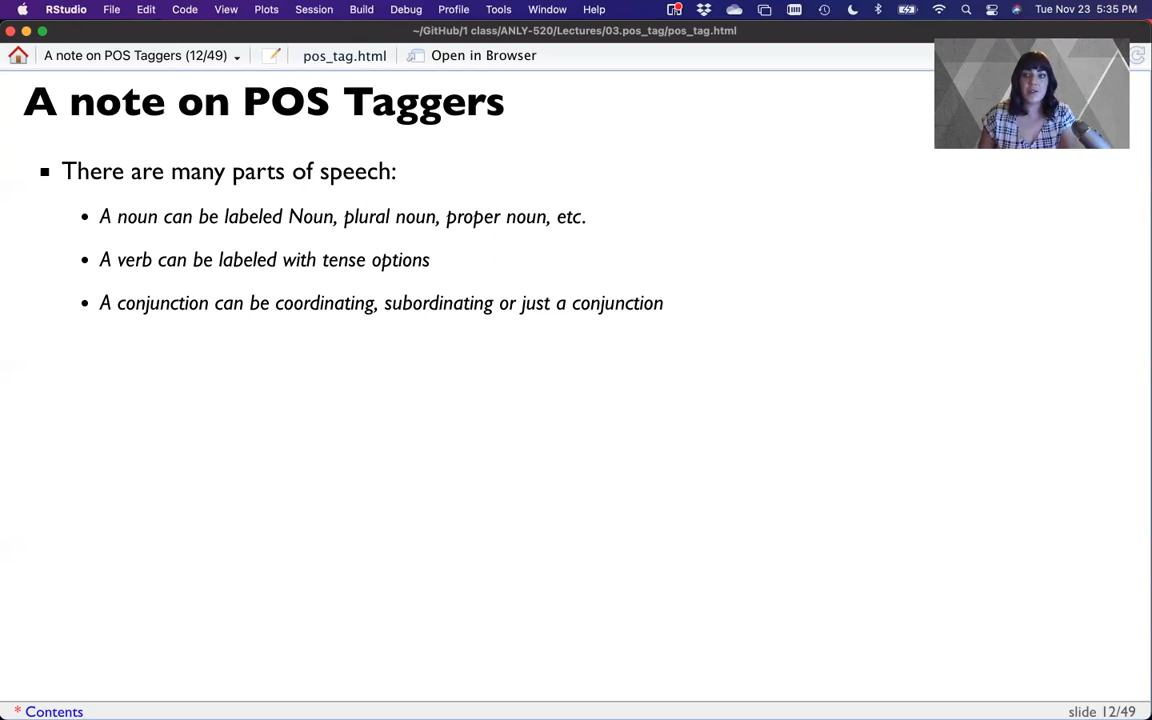 RStudio File Edit Code View Plots Session Build Debug Profile Tools Window Help Tue Nov 23 5:35 PM
~/GitHub/1 class/ANLY-520/Lectures/03.pos_tag/pos_tag.html
A note on POS Taggers (12/49) pos_tag.html Open in Browser
A note on POS Taggers
There are many parts of speech:
A noun can be labeled Noun, plural noun, proper noun, etc.
A verb can be labeled with tense options
A conjunction can be coordinating, subordinating or just a conjunction
* Contents slide 12/49